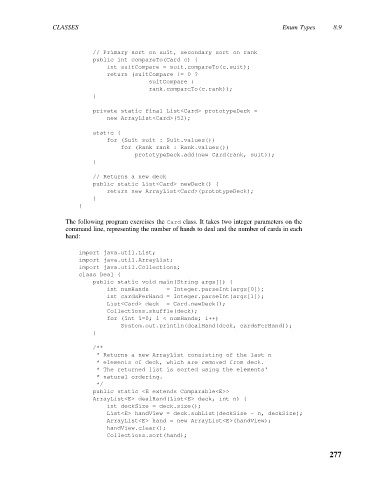 CLASSES Enum Types 8.9
// Primary sort on suit, secondary sort on rank
public int compareTo(Card c) {
int suitCompare = suit.compareTo(c.suit);
return (suitCompare != 0 ?
suitCompare :
rank.compareTo(c.rank));
}
private static final List<Card> prototypeDeck =
new ArrayList<Card>(52);
static {
for (Suit suit : Suit.values())
for (Rank rank : Rank.values())
prototypeDeck.add(new Card(rank, suit));
}
// Returns a new deck
public static List<Card> newDeck() {
return new ArrayList<Card>(prototypeDeck);
}
}
The following program exercises the Card class. It takes two integer parameters on the
command line, representing the number of hands to deal and the number of cards in each
hand:
import java.util.List;
import java.util.ArrayList;
import java.util.Collections;
class Deal {
public static void main(String args[]) {
int numHands = Integer.parseInt(args[0]);
int cardsPerHand = Integer.parseInt(args[1]);
List<Card> deck = Card.newDeck();
Collections.shuffle(deck);
for (int i=0; i < numHands; i++)
System.out.println(dealHand(deck, cardsPerHand));
}
/**
* Returns a new ArrayList consisting of the last n
* elements of deck, which are removed from deck.
* The returned list is sorted using the elements'
* natural ordering.
*/
public static <E extends Comparable<E>>
ArrayList<E> dealHand(List<E> deck, int n) {
int deckSize = deck.size();
List<E> handView = deck.subList(deckSize - n, deckSize);
ArrayList<E> hand = new ArrayList<E>(handView);
handView.clear();
Collections.sort(hand);
277